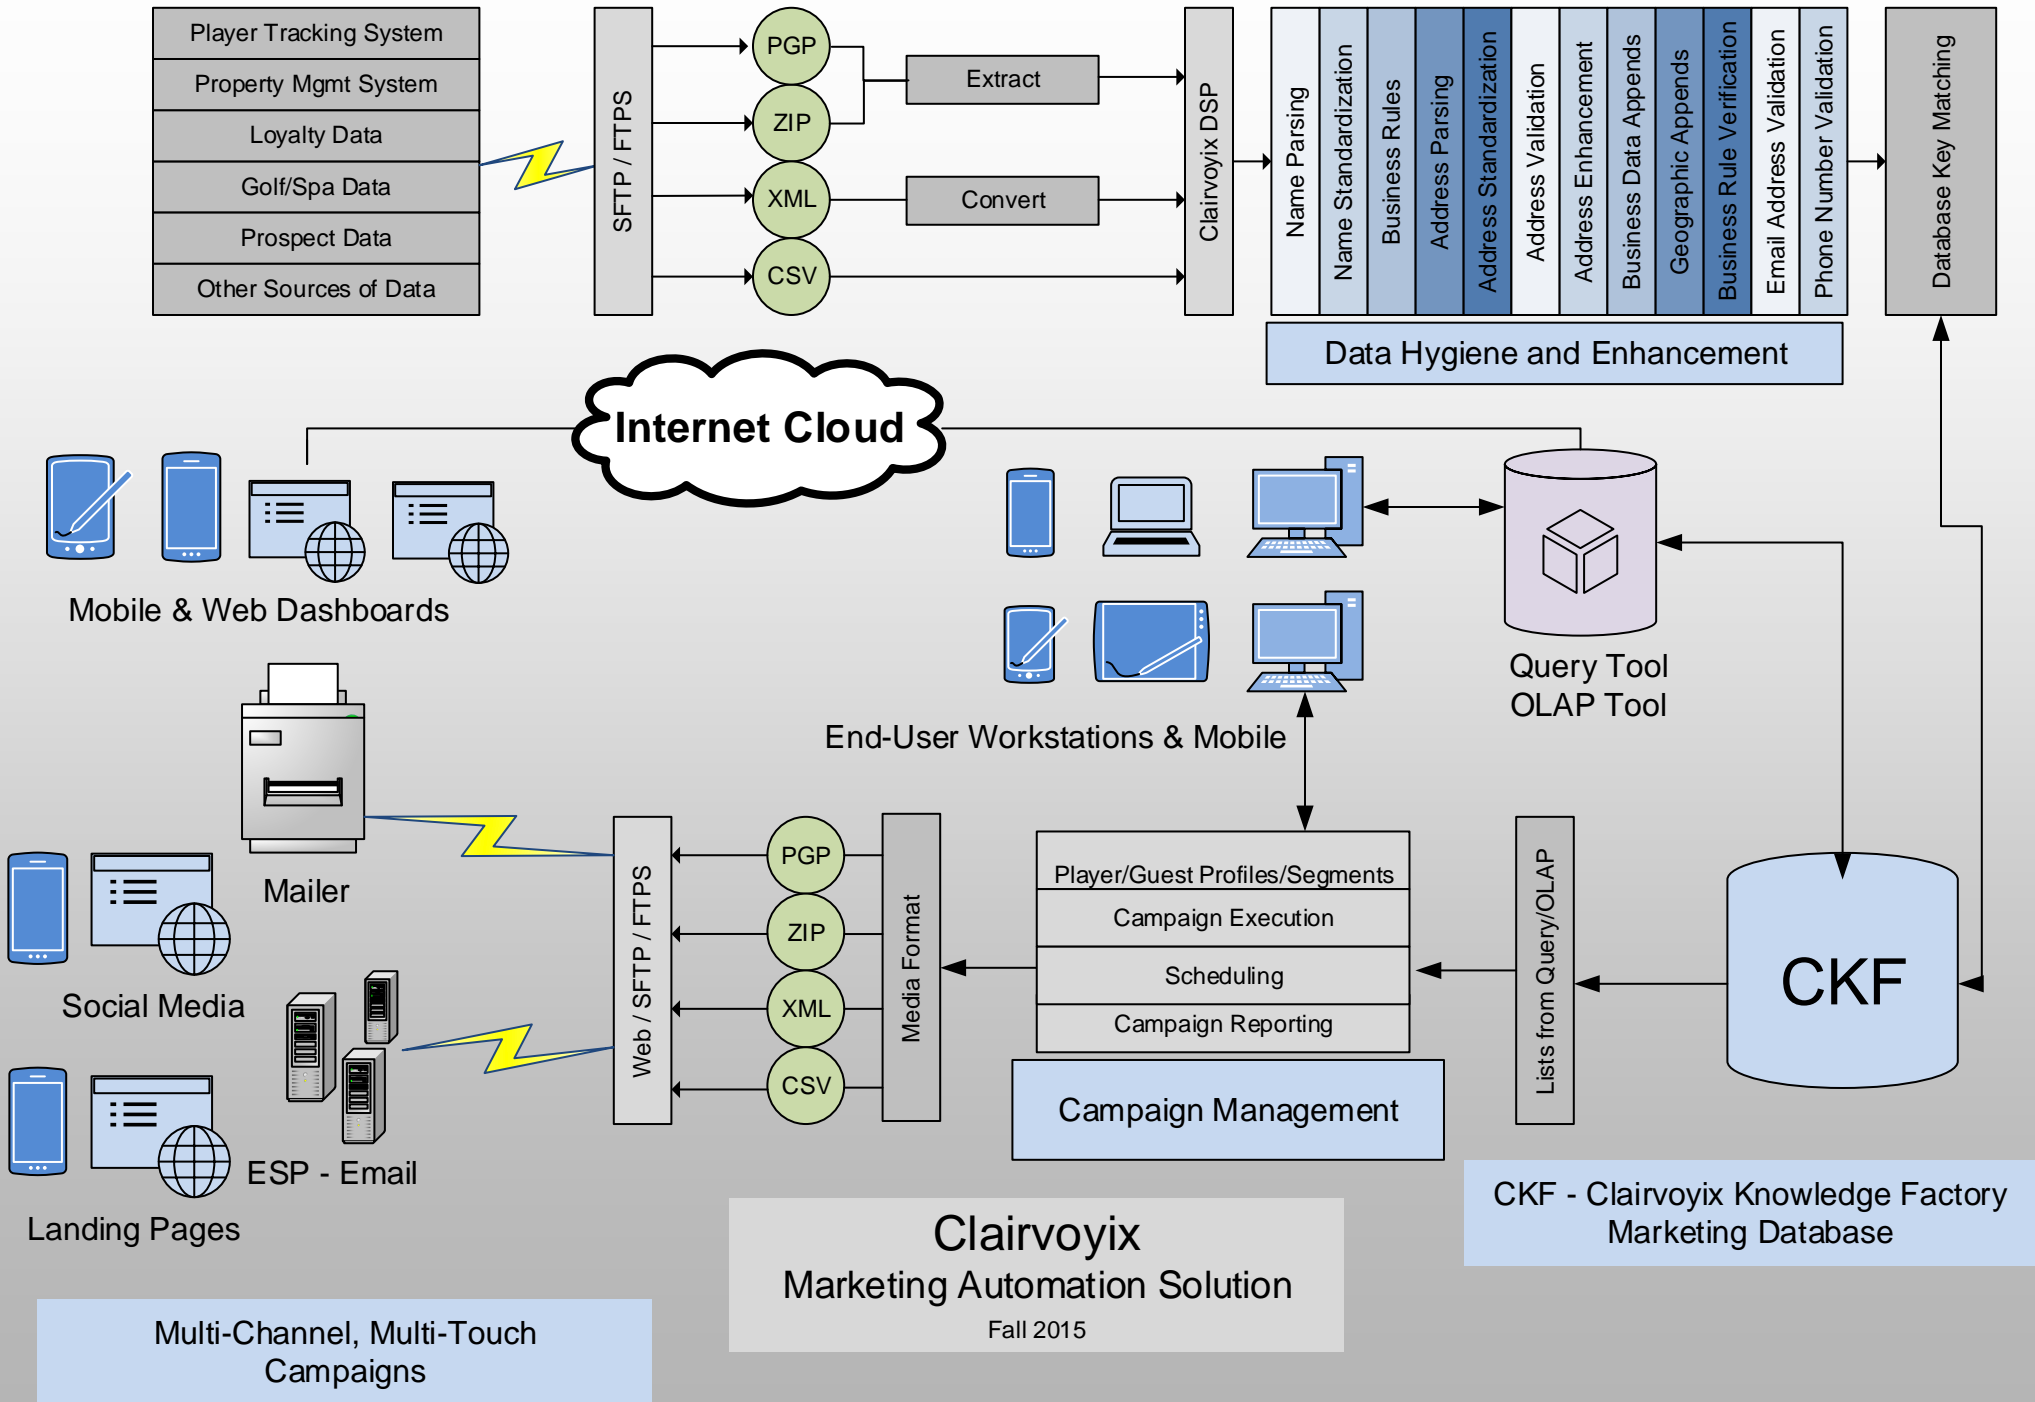 Player Tracking System
Property Mgmt System
Loyalty Data
Golf/Spa Data
Prospect Data
Other Sources of Data
SFTP / FTPS
PGP
ZIP
XML
CSV
Extract
Convert
Clairvoyix DSP
Name Parsing
Name Standardization
Business Rules
Address Parsing
Address Standardization
Address Validation
Address Enhancement
Business Data Appends
Geographic Appends
Business Rule Verification
Email Address Validation
Phone Number Validation
Database Key Matching
Data Hygiene and Enhancement
Internet Cloud
Mobile & Web Dashboards
Query Tool
OLAP Tool
End-User Workstations & Mobile
Mailer
Social Media
ESP - Email
Landing Pages
Web / SFTP / FTPS
PGP
ZIP
XML
CSV
Media Format
Player/Guest Profiles/Segments
Campaign Execution
Scheduling
Campaign Reporting
Campaign Management
Lists from Query/OLAP
CKF
CKF - Clairvoyix Knowledge Factory
Marketing Database
Clairvoyix
Marketing Automation Solution
Fall 2015
Multi-Channel, Multi-Touch
Campaigns